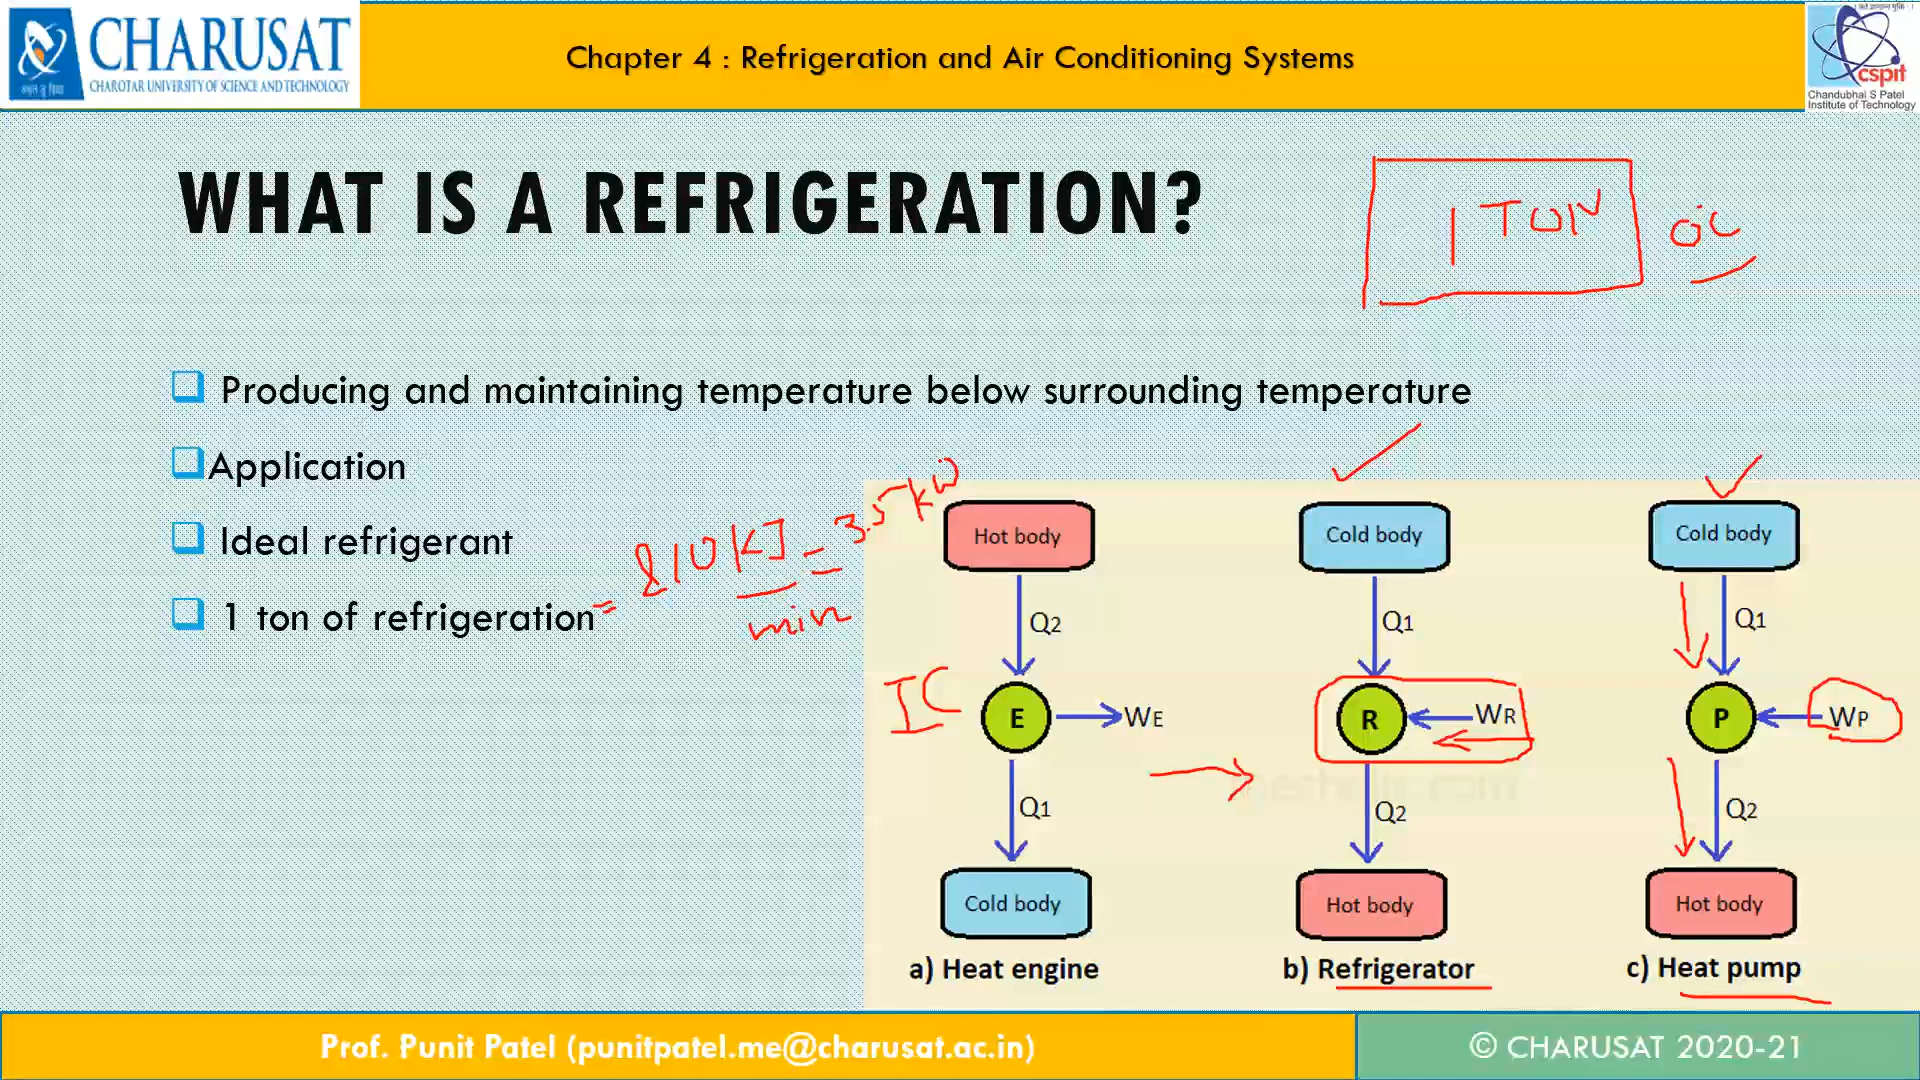 CHARUSAT
CHAROTAR UNIVERSITY OF SCIENCE AND TECHNOLOGY
Chapter 4 : Refrigeration and Air Conditioning Systems
cspit
Chandubhai S Patel
Institute of Technology
WHAT IS A REFRIGERATION?
1 TON
0°C
Producing and maintaining temperature below surrounding temperature
Application
Ideal refrigerant
1 ton of refrigeration
= 210 KJ = 3.5 kW
min
Hot body
Cold body
Cold body
Q2
Q1
Q1
IC
E
WE
R
WR
P
WP
Q1
Q2
Q2
Cold body
Hot body
Hot body
a) Heat engine
b) Refrigerator
c) Heat pump
Prof. Punit Patel (punitpatel.me@charusat.ac.in)
© CHARUSAT 2020-21